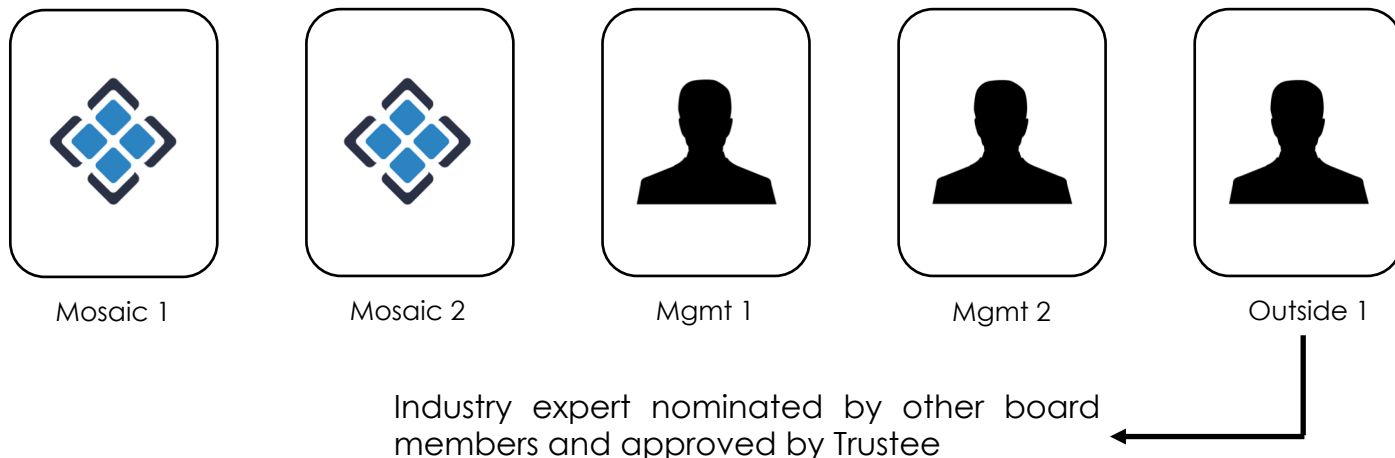 Mosaic 1
Mosaic 2
Mgmt 1
Mgmt 2
Outside 1
Industry expert nominated by other board
members and approved by Trustee